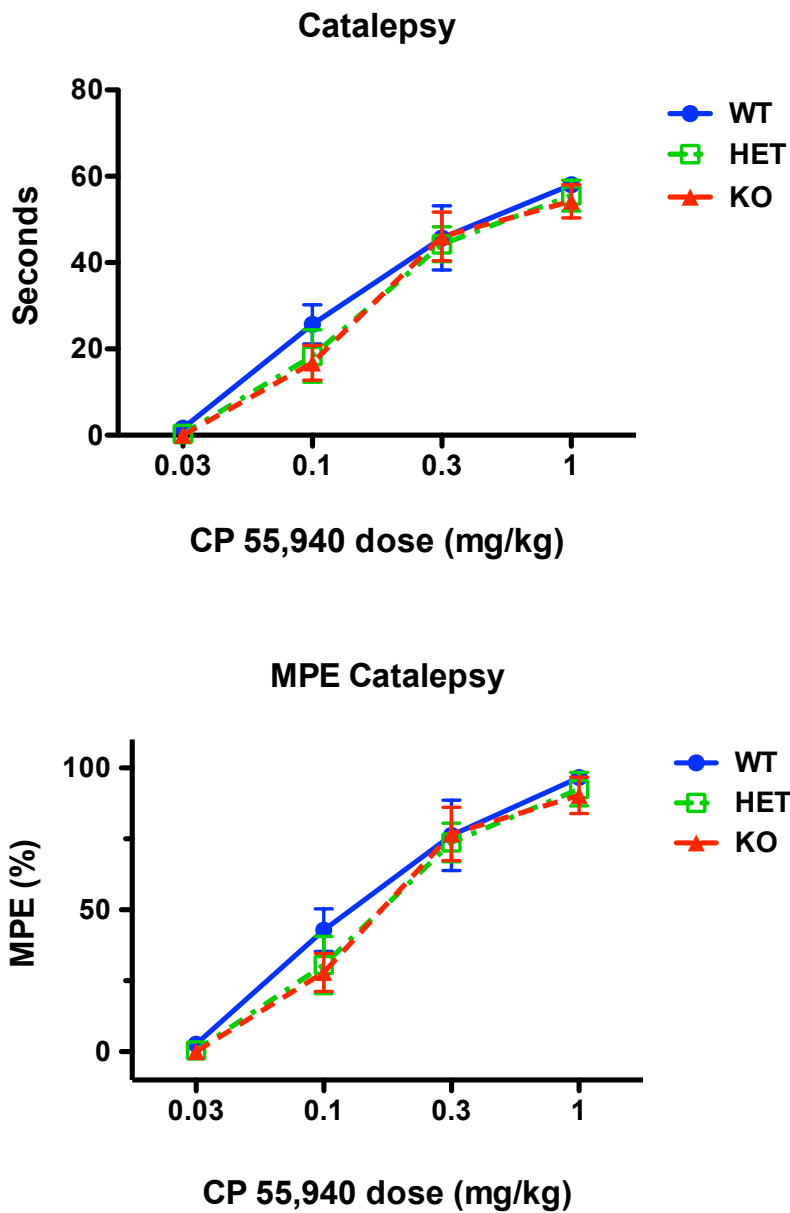 Catalepsy
80
60
40
20
0
Seconds
0.03 0.1 0.3 1
CP 55,940 dose (mg/kg)
WT
HET
KO
MPE Catalepsy
100
50
0
MPE (%)
0.03 0.1 0.3 1
CP 55,940 dose (mg/kg)
WT
HET
KO